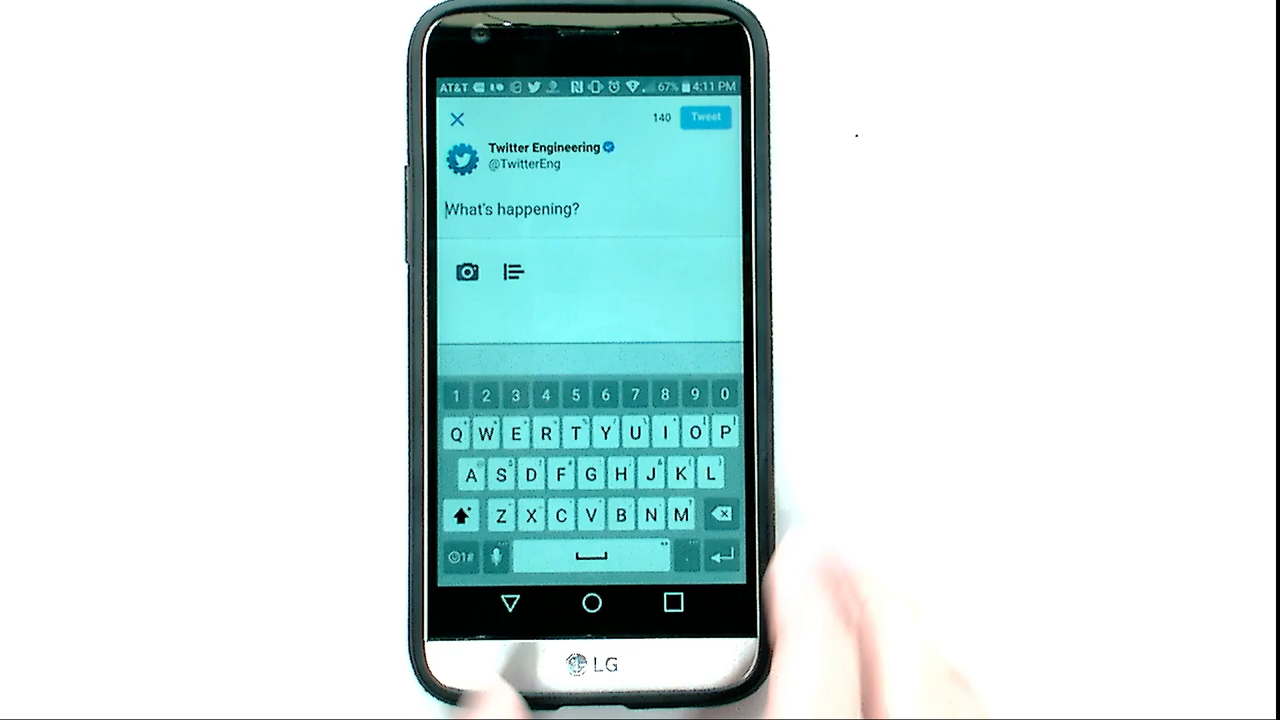 AT&T 67% 4:11 PM
140 Tweet
Twitter Engineering
@TwitterEng
What's happening?
1 2 3 4 5 6 7 8 9 0
Q W E R T Y U I O P
A S D F G H J K L
Z X C V B N M
1#
LG